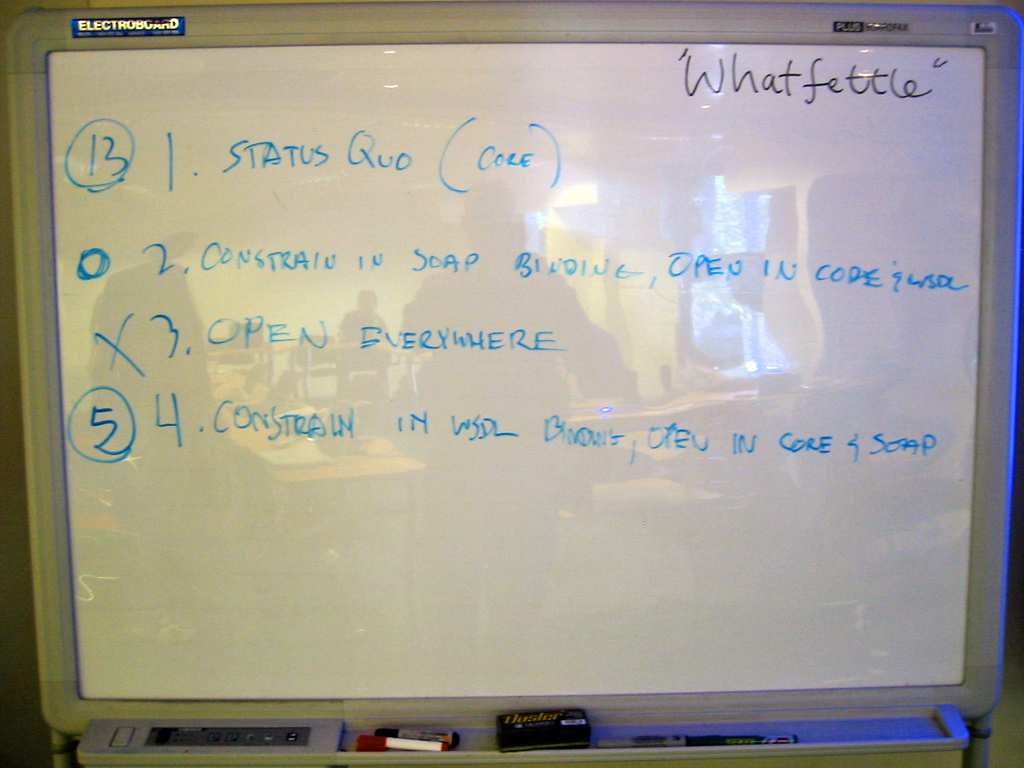 ELECTROBOARD
PLUS
"Whatfettle"
13 1. STATUS QUO (CORE)
0 2. CONSTRAIN IN SOAP BINDING, OPEN IN CORE & WSDL
X 3. OPEN EVERYWHERE
5 4. CONSTRAIN IN WSDL BINDING, OPEN IN CORE & SOAP
Duster